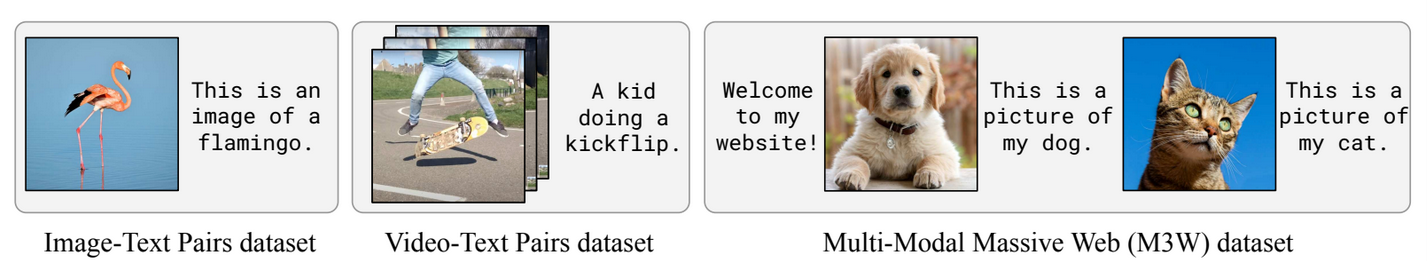 This is an
image of a
flamingo.
A kid
doing a
kickflip.
Welcome
to my
website!
This is a
picture of
my dog.
This is a
picture of
my cat.
Image-Text Pairs dataset
Video-Text Pairs dataset
Multi-Modal Massive Web (M3W) dataset